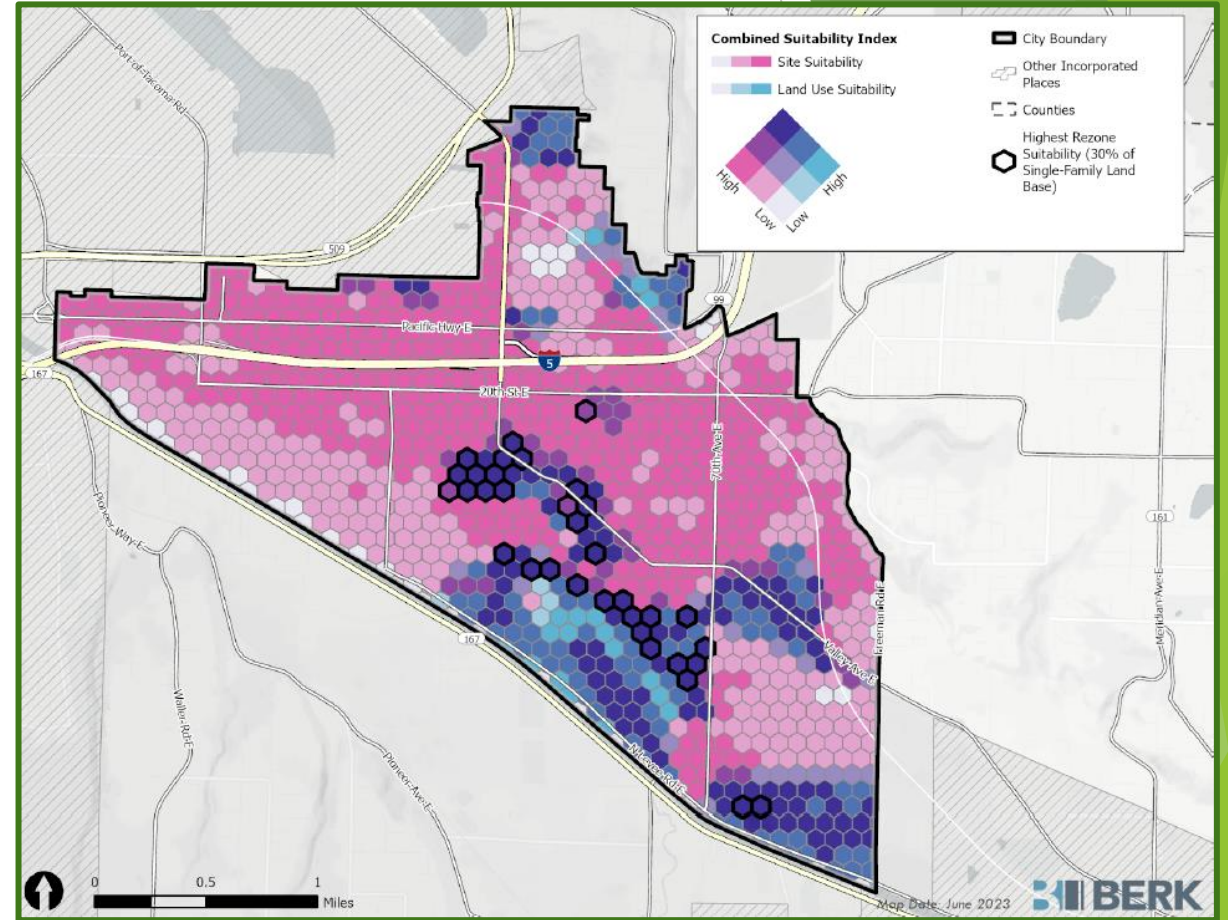 Combined Suitability Index
Site Suitability
Land Use Suitability
High
Low
Low
High
City Boundary
Other Incorporated
Places
Counties
Highest Rezone
Suitability (30% of
Single-Family Land
Base)
Port-of-Tacoma-Rd
509
99
Pacific-Hwy-E
5
167
20th-St-E
70th-Ave-E
161
Pioneer-Way-E
Meridian-Ave-E
Freeman-Rd-E
167
Valley-Ave-E
Waller-Rd-E
N-Levee-Rd-E
Pioneer-Ave-E
0 0.5 1
Miles
Map Date: June 2023
BERK